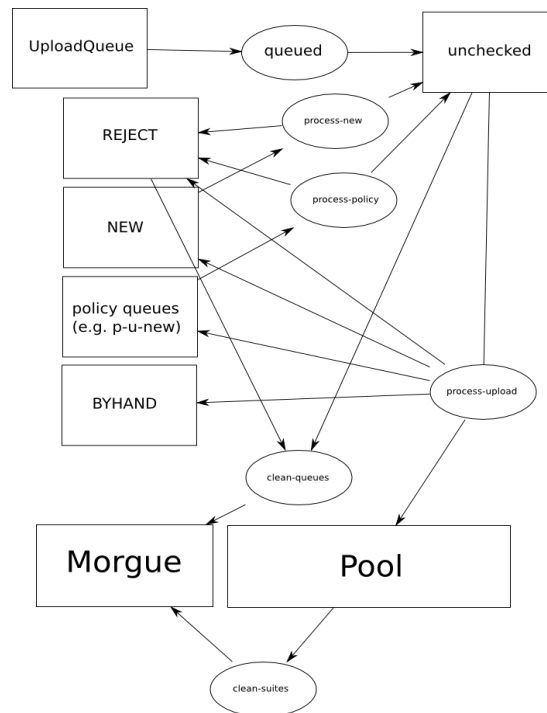 UploadQueue
queued
unchecked
process-new
REJECT
process-policy
NEW
policy queues
(e.g. p-u-new)
process-upload
BYHAND
clean-queues
Morgue
Pool
clean-suites